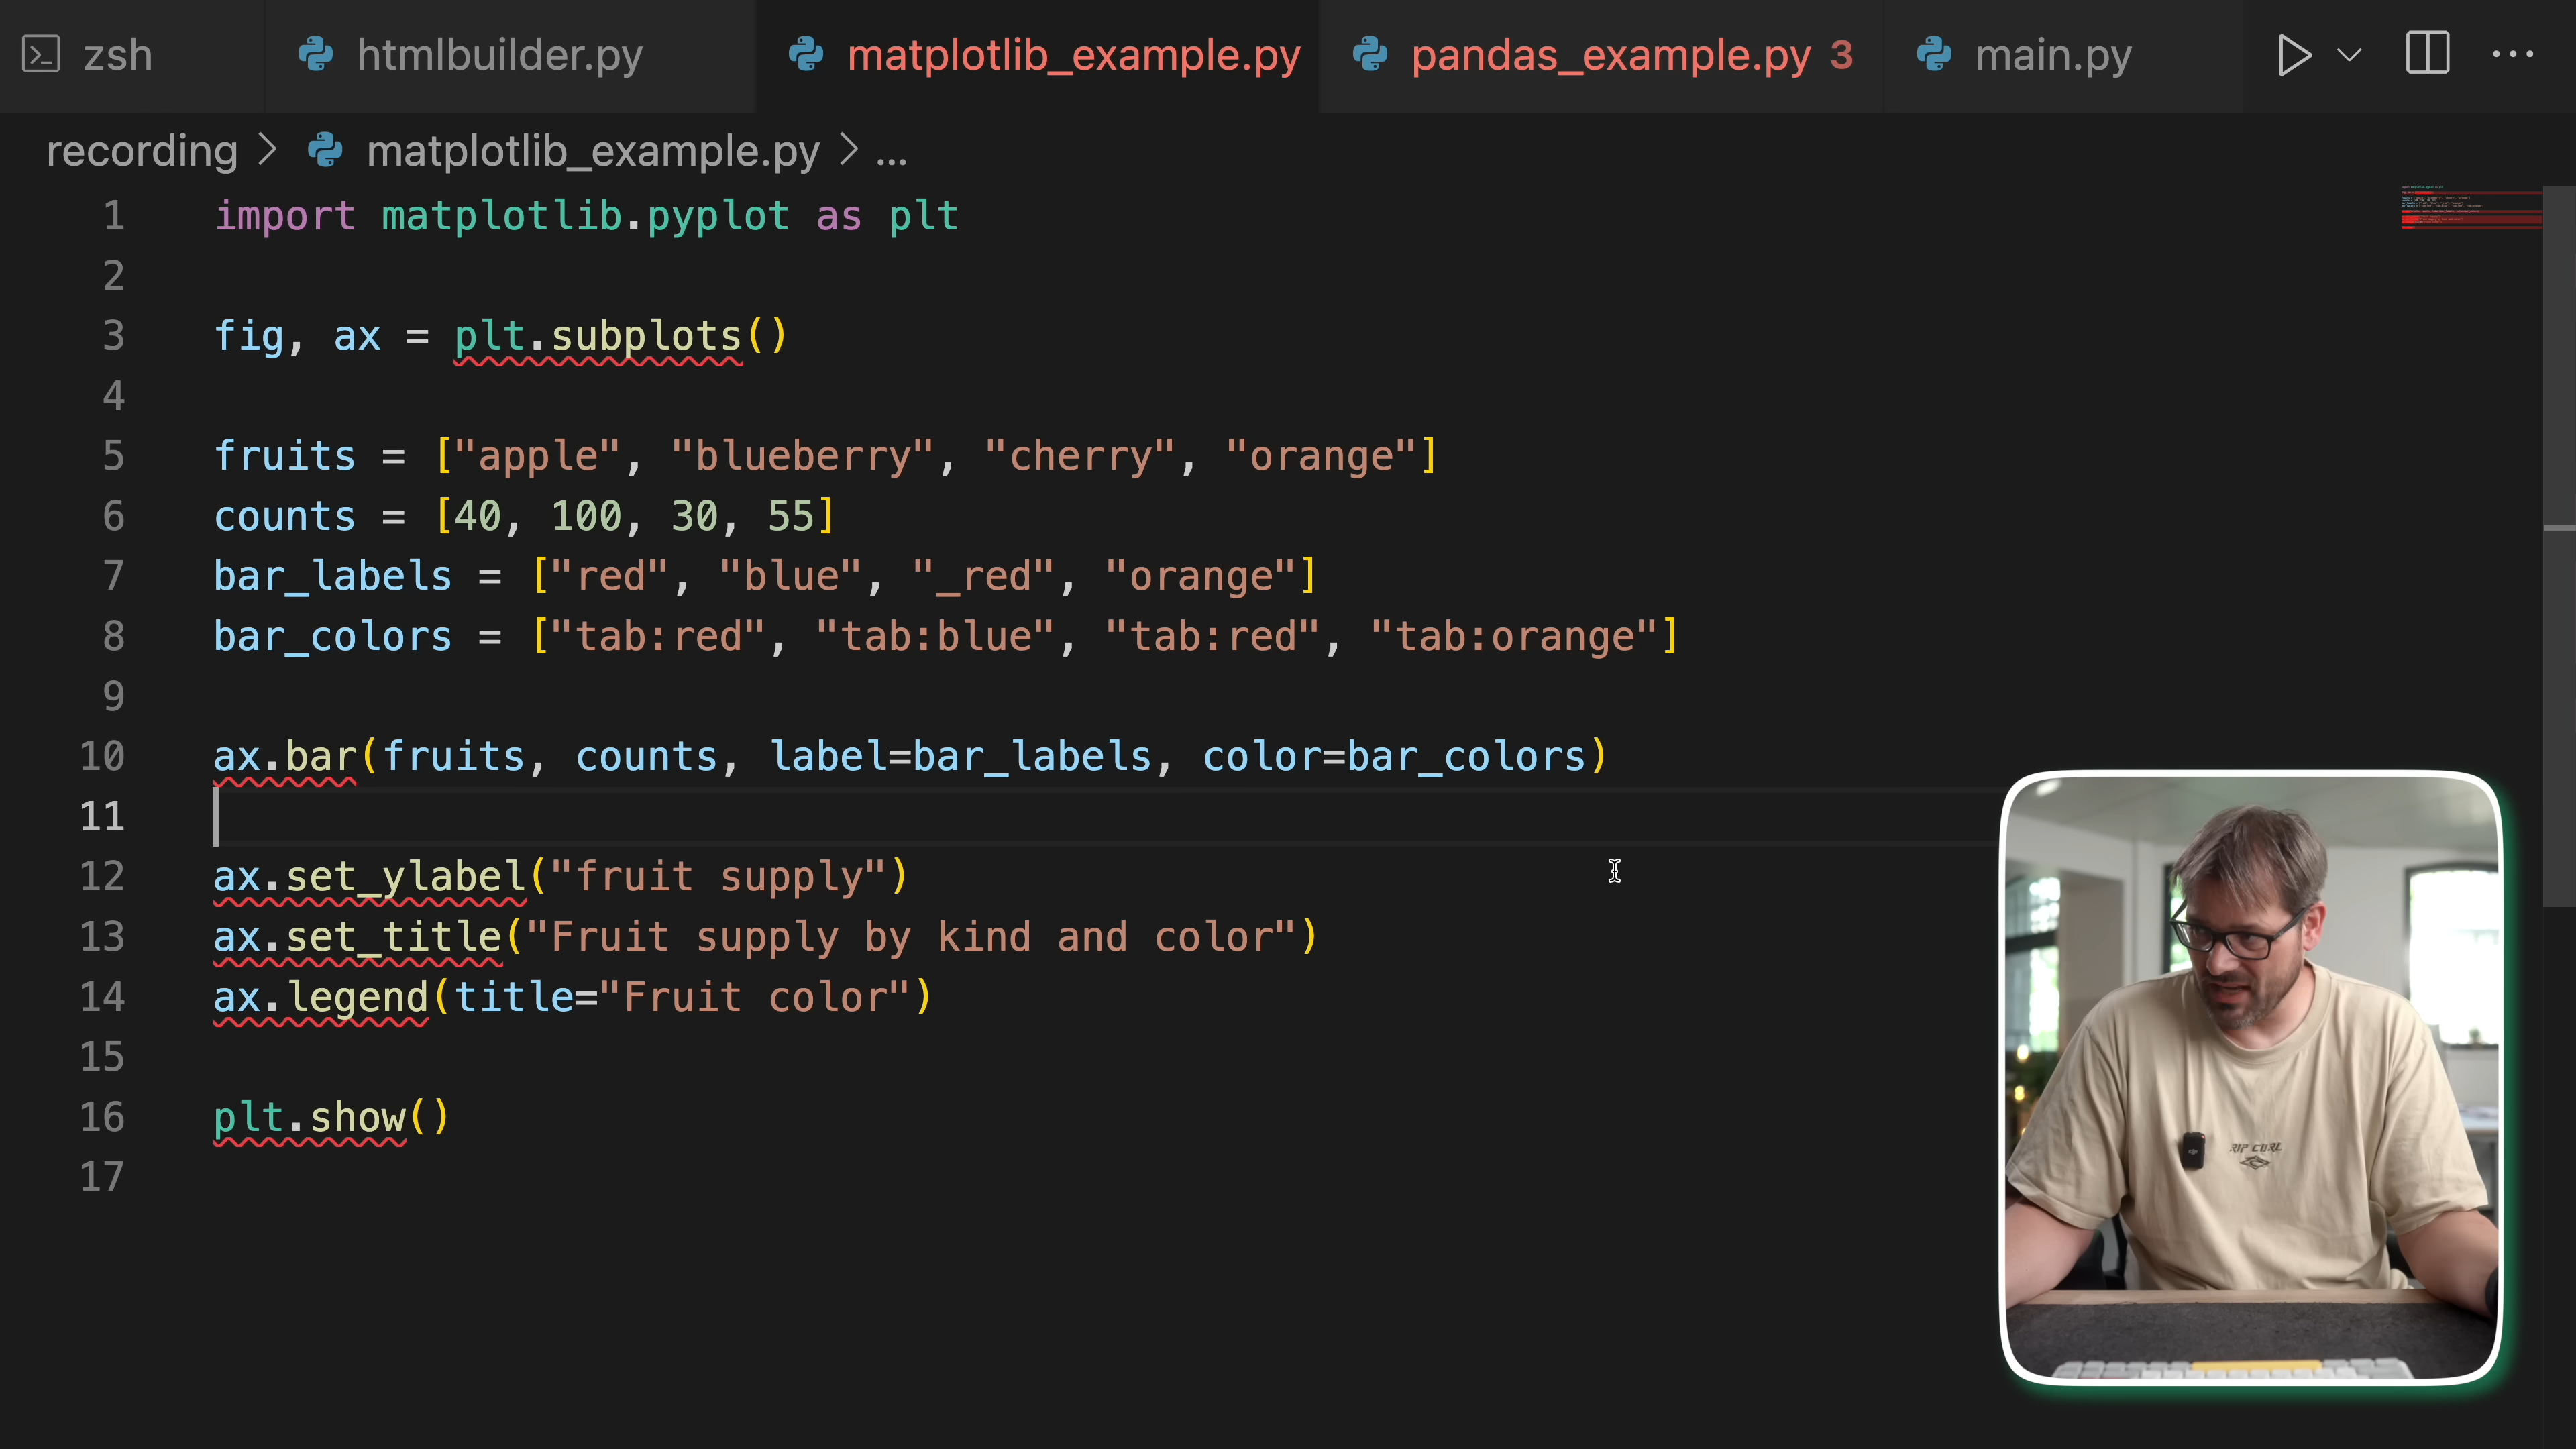 zsh htmlbuilder.py matplotlib_example.py pandas_example.py 3 main.py
recording > matplotlib_example.py > ...
1 import matplotlib.pyplot as plt
2
3 fig, ax = plt.subplots()
4
5 fruits = ["apple", "blueberry", "cherry", "orange"]
6 counts = [40, 100, 30, 55]
7 bar_labels = ["red", "blue", "_red", "orange"]
8 bar_colors = ["tab:red", "tab:blue", "tab:red", "tab:orange"]
9
10 ax.bar(fruits, counts, label=bar_labels, color=bar_colors)
11
12 ax.set_ylabel("fruit supply")
13 ax.set_title("Fruit supply by kind and color")
14 ax.legend(title="Fruit color")
15
16 plt.show()
17
RIP CURL